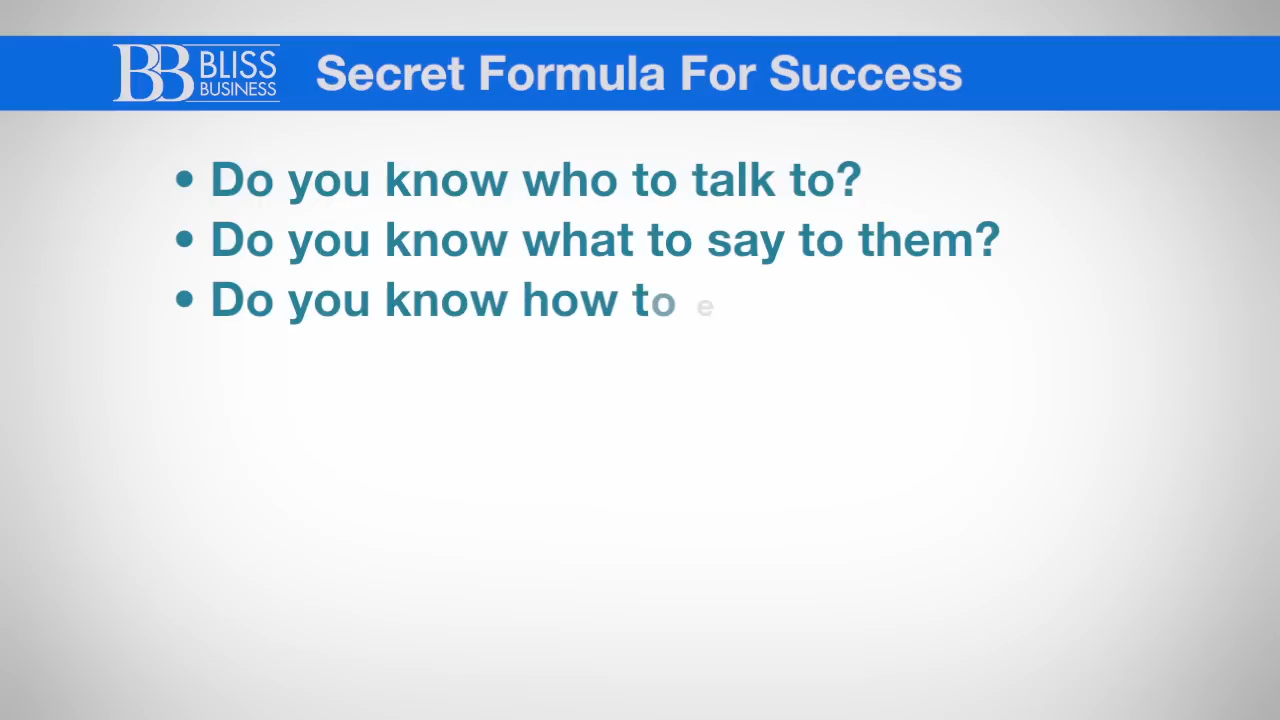 BB BLISS BUSINESS
Secret Formula For Success
• Do you know who to talk to?
• Do you know what to say to them?
• Do you know how to e